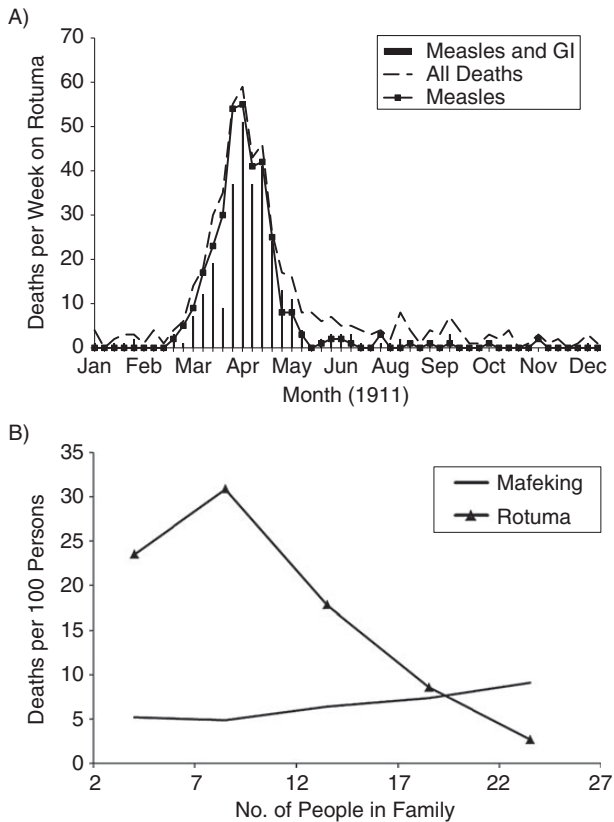 A)
Deaths per Week on Rotuma
70
60
50
40
30
20
10
0
Measles and GI
All Deaths
Measles
Jan Feb Mar Apr May Jun Jul Aug Sep Oct Nov Dec
Month (1911)
B)
Deaths per 100 Persons
35
30
25
20
15
10
5
0
Mafeking
Rotuma
2 7 12 13 18 22 27
No. of People in Family